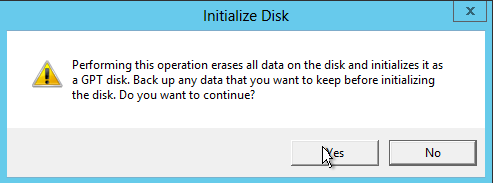 Initialize Disk
x
Performing this operation erases all data on the disk and initializes it as
a GPT disk. Back up any data that you want to keep before initializing
the disk. Do you want to continue?
Yes
No